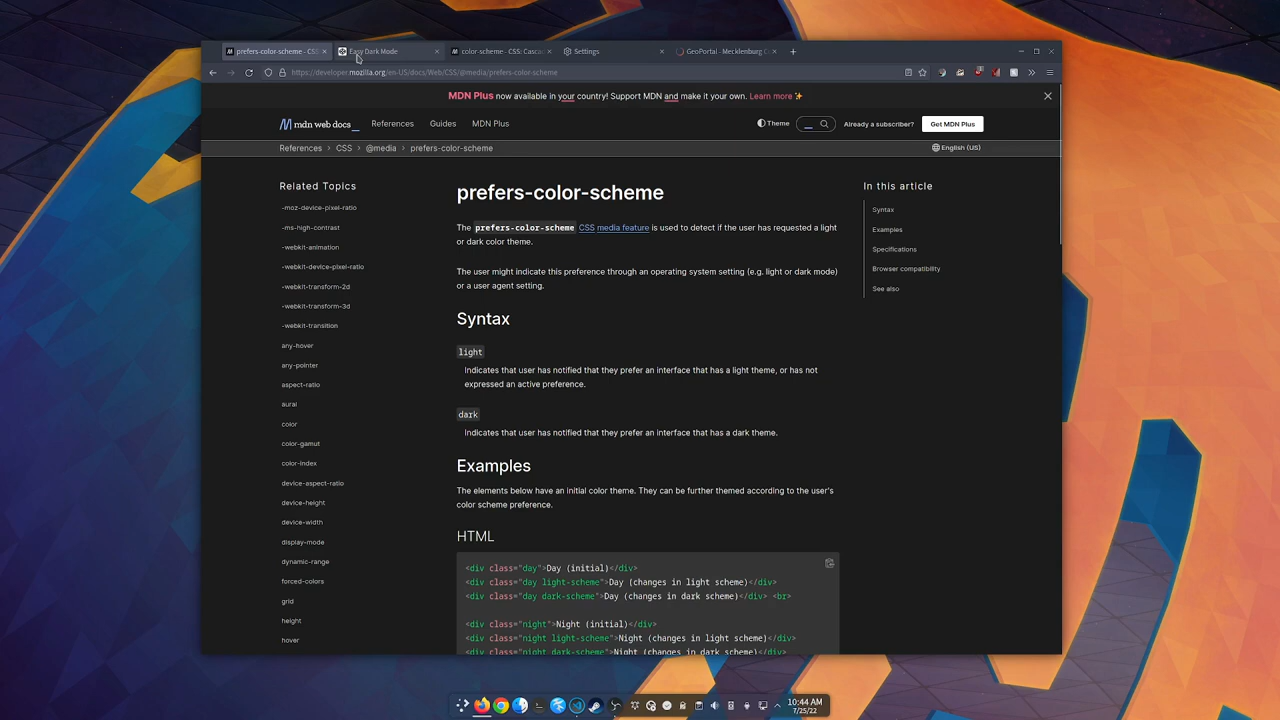 prefers-color-scheme - CSS
Easy Dark Mode
color-scheme - CSS: Casca
Settings
GeoPortal - Mecklenburg C
https://developer.mozilla.org/en-US/docs/Web/CSS/@media/prefers-color-scheme
MDN Plus now available in your country! Support MDN and make it your own. Learn more ✨
mdn web docs_
References
Guides
MDN Plus
Theme
Already a subscriber?
Get MDN Plus
References > CSS > @media > prefers-color-scheme
English (US)
Related Topics
-moz-device-pixel-ratio
-ms-high-contrast
-webkit-animation
-webkit-device-pixel-ratio
-webkit-transform-2d
-webkit-transform-3d
-webkit-transition
any-hover
any-pointer
aspect-ratio
aural
color
color-gamut
color-index
device-aspect-ratio
device-height
device-width
display-mode
dynamic-range
forced-colors
grid
height
hover
prefers-color-scheme
The prefers-color-scheme CSS media feature is used to detect if the user has requested a light
or dark color theme.
The user might indicate this preference through an operating system setting (e.g. light or dark mode)
or a user agent setting.
Syntax
light
Indicates that user has notified that they prefer an interface that has a light theme, or has not
expressed an active preference.
dark
Indicates that user has notified that they prefer an interface that has a dark theme.
Examples
The elements below have an initial color theme. They can be further themed according to the user's
color scheme preference.
HTML
<div class="day">Day (initial)</div>
<div class="day light-scheme">Day (changes in light scheme)</div>
<div class="day dark-scheme">Day (changes in dark scheme)</div> <br>
<div class="night">Night (initial)</div>
<div class="night light-scheme">Night (changes in light scheme)</div>
<div class="night dark-scheme">Night (changes in dark scheme)</div>
In this article
Syntax
Examples
Specifications
Browser compatibility
See also
10:44 AM
7/25/22